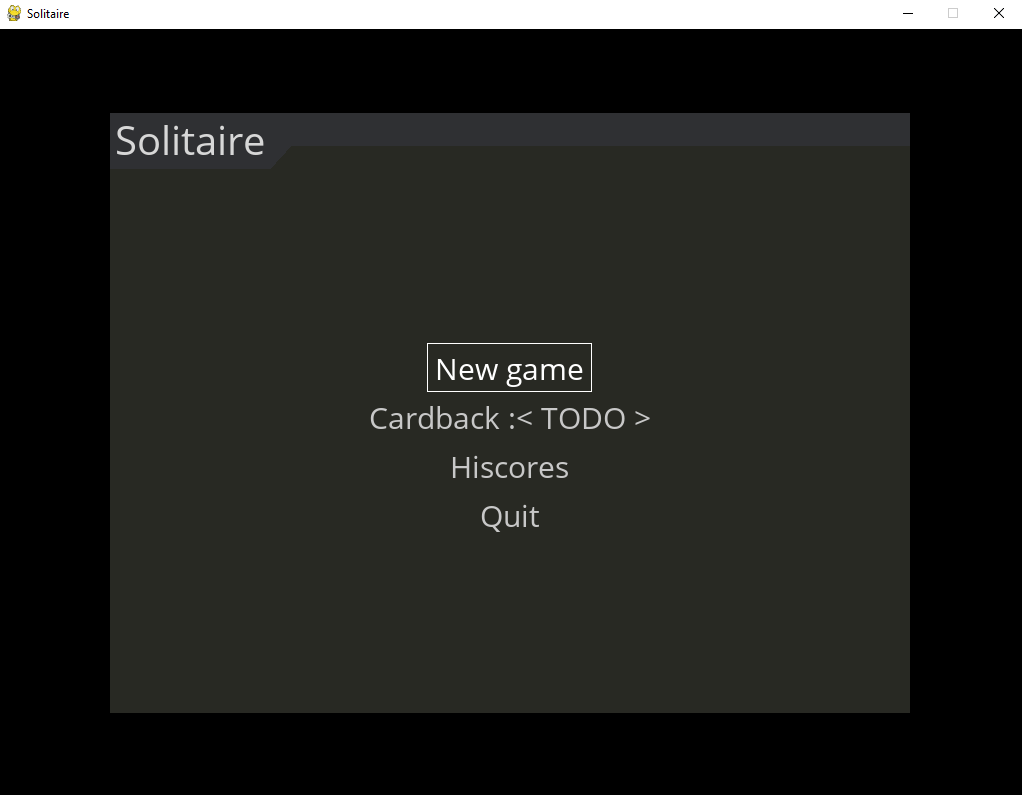 Solitaire
Solitaire
New game
Cardback :< TODO >
Hiscores
Quit